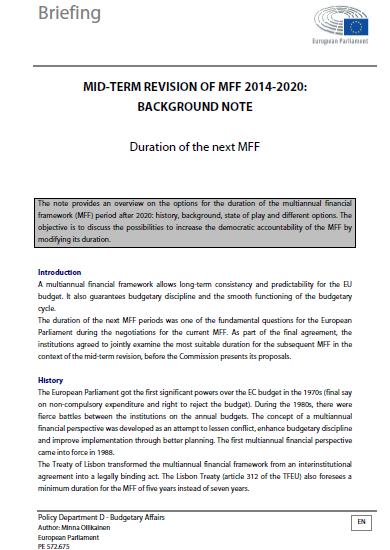 Briefing
European Parliament
MID-TERM REVISION OF MFF 2014-2020:
BACKGROUND NOTE
Duration of the next MFF
The note provides an overview on the options for the duration of the multiannual financial
framework (MFF) period after 2020: history, background, state of play and different options. The
objective is to discuss the possibilities to increase the democratic accountability of the MFF by
modifying its duration.
Introduction
A multiannual financial framework allows long-term consistency and predictability for the EU
budget. It also guarantees budgetary discipline and the smooth functioning of the budgetary
cycle.
The duration of the next MFF periods was one of the fundamental questions for the European
Parliament during the negotiations for the current MFF. As part of the final agreement, the
institutions agreed to jointly examine the most suitable duration for the subsequent MFF in the
context of the mid-term revision, before the Commission presents its proposals.
History
The European Parliament got the first significant powers over the EC budget in the 1970s (final say
on non-compulsory expenditure and right to reject the budget). During the 1980s, there were
fierce battles between the institutions on the annual budgets. The concept of a multiannual
financial perspective was developed as an attempt to lessen conflict, enhance budgetary discipline
and improve implementation through better planning. The first multiannual financial perspective
came into force in 1988.
The Treaty of Lisbon transformed the multiannual financial framework from an interinstitutional
agreement into a legally binding act. The Lisbon Treaty (article 312 of the TFEU) also foresees a
minimum duration for the MFF of five years instead of seven years.
Policy Department D - Budgetary Affairs
Author: Minna Ollikainen
European Parliament
PE 572.675
EN